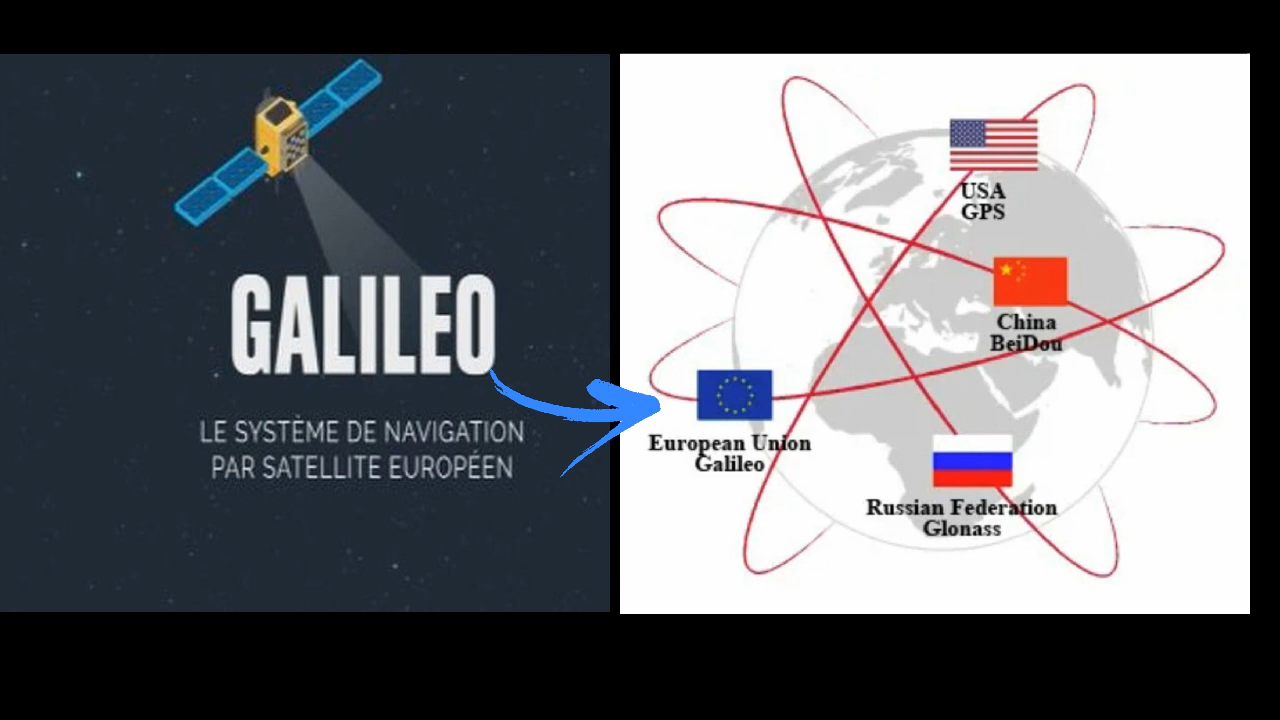 GALILEO
LE SYSTÈME DE NAVIGATION
PAR SATELLITE EUROPÉEN
USA
GPS
China
BeiDou
European Union
Galileo
Russian Federation
Glonass